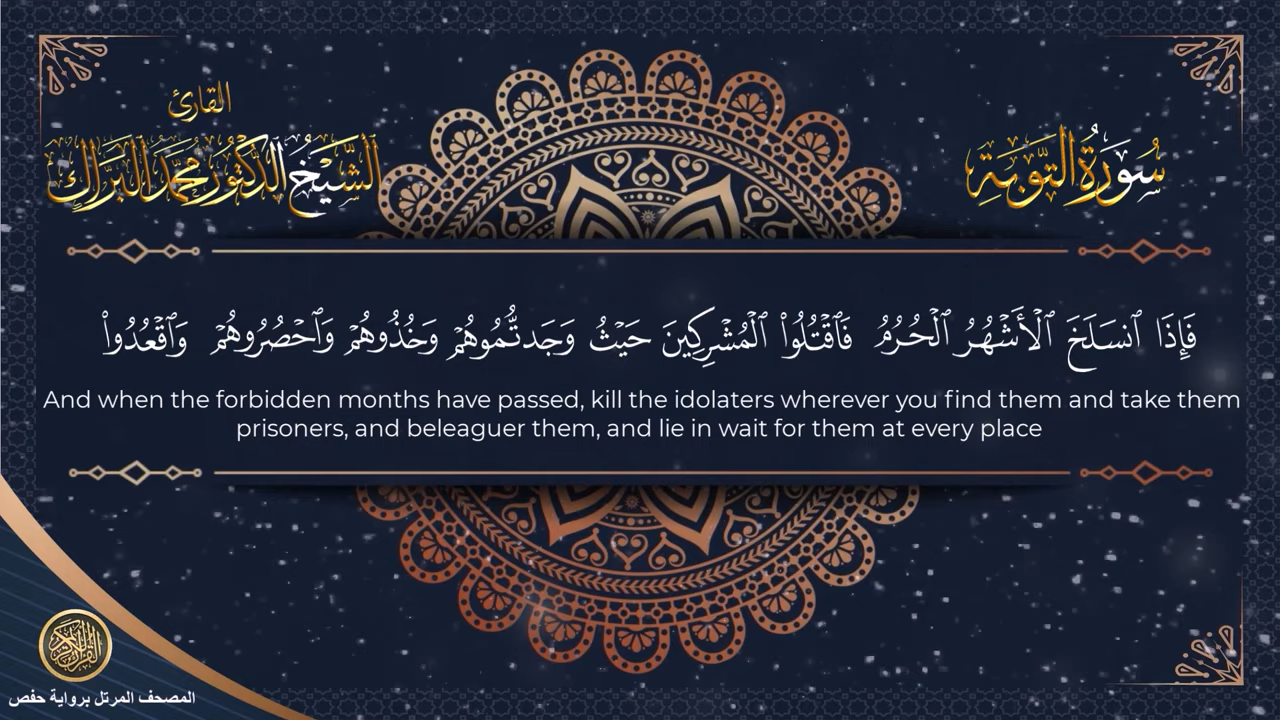 القارئ
الشيخ الدكتور محمد البراك
سُورَةُ التَّوْبَةِ
فَإِذَا ٱنسَلَخَ ٱلْأَشْهُرُ ٱلْحُرُمُ فَٱقْتُلُوا۟ ٱلْمُشْرِكِينَ حَيْثُ وَجَدتُّمُوهُمْ وَخُذُوهُمْ وَٱحْصُرُوهُمْ وَٱقْعُدُوا۟
And when the forbidden months have passed, kill the idolaters wherever you find them and take them
prisoners, and beleaguer them, and lie in wait for them at every place
القرآن الكريم
المصحف المرتل برواية حفص